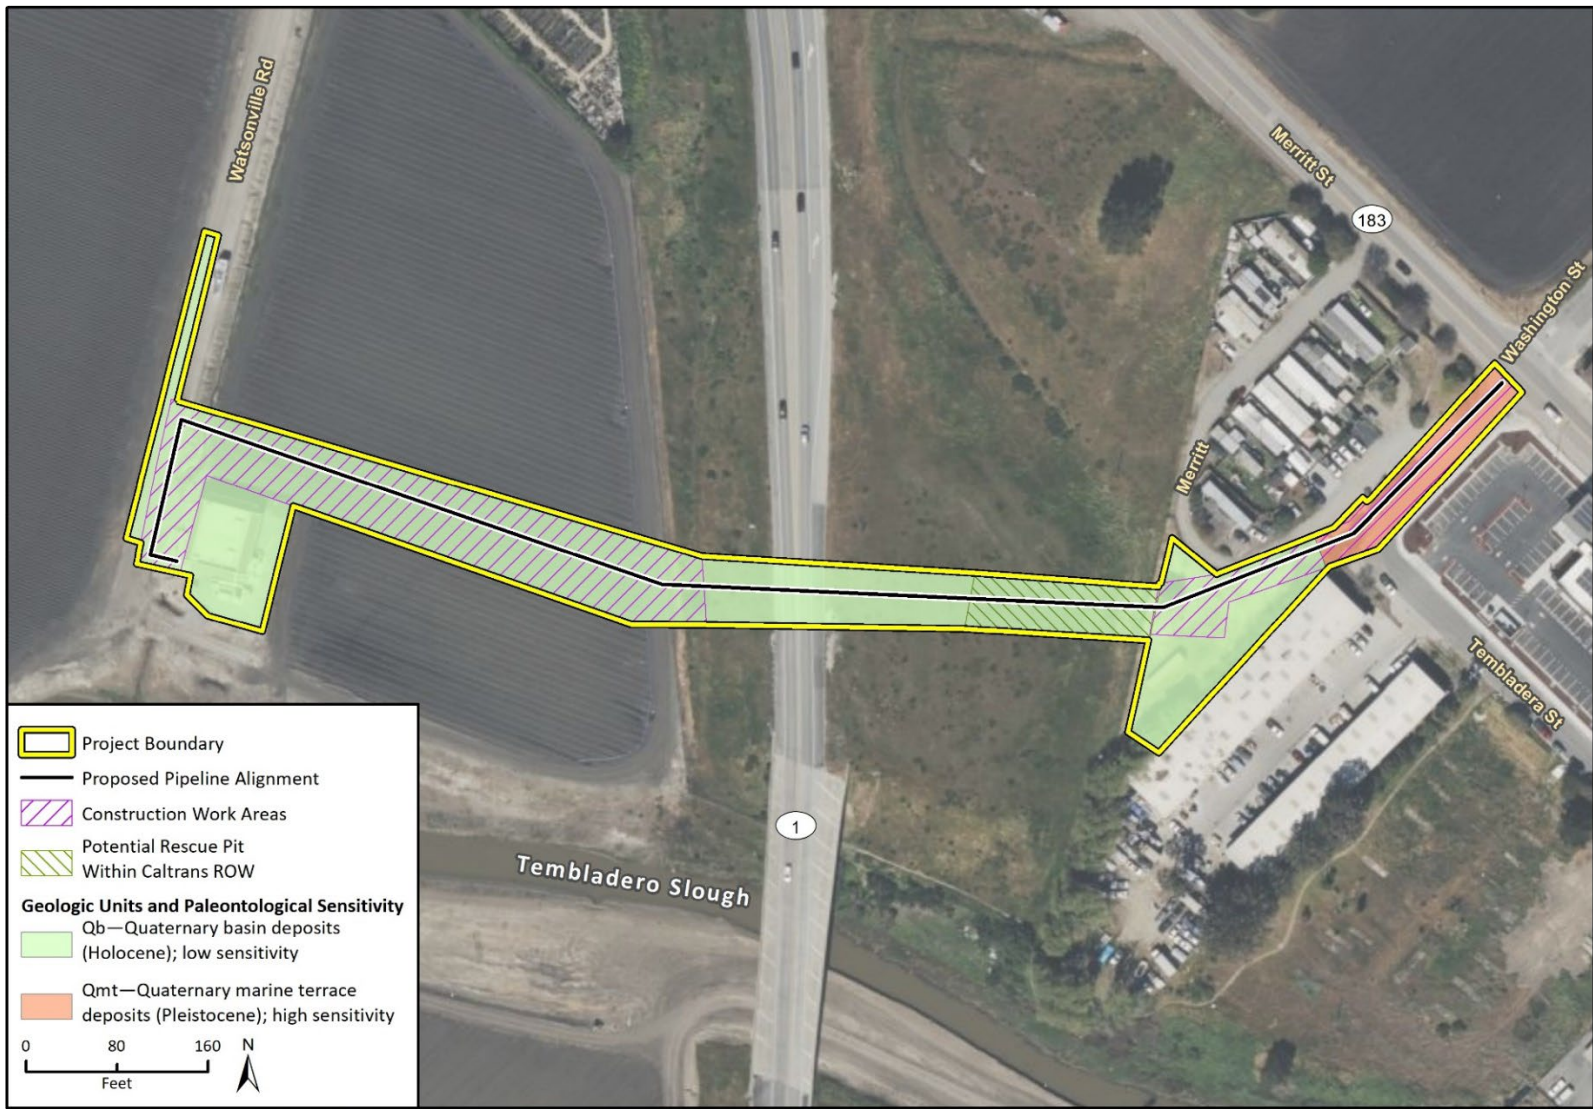 Watsonville Rd
Merritt St
183
Washington St
Merritt
Tembladera St
1
Tembladero Slough
Project Boundary
Proposed Pipeline Alignment
Construction Work Areas
Potential Rescue Pit
Within Caltrans ROW
Geologic Units and Paleontological Sensitivity
Qb—Quaternary basin deposits
(Holocene); low sensitivity
Qmt—Quaternary marine terrace
deposits (Pleistocene); high sensitivity
0 80 160
Feet
N